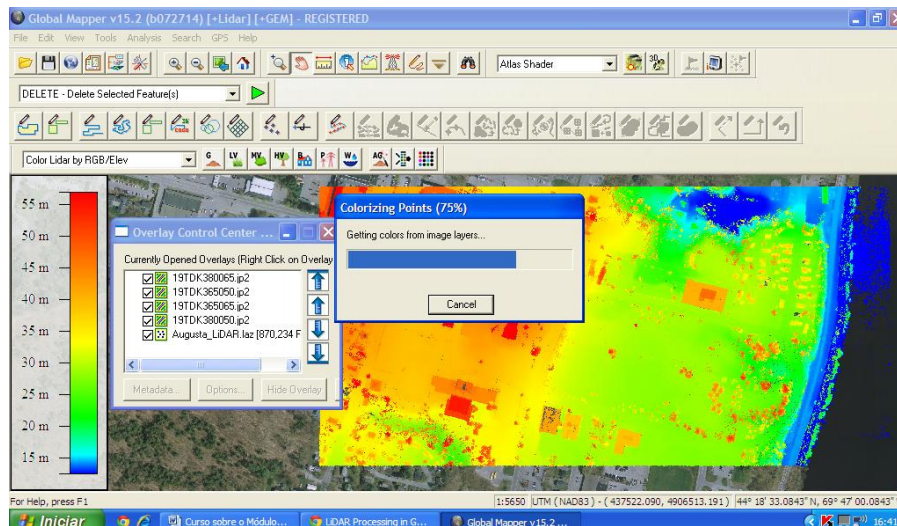 Global Mapper v15.2 (b072714) [+Lidar] [+GEM] - REGISTERED
File Edit View Tools Analysis Search GPS Help
Atlas Shader
DELETE - Delete Selected Feature(s)
Color Lidar by RGB/Elev
55 m
50 m
45 m
40 m
35 m
30 m
25 m
20 m
15 m
Overlay Control Center ...
Currently Opened Overlays (Right Click on Overlay
19TDK380065.jp2
19TDK365050.jp2
19TDK365065.jp2
19TDK380050.jp2
Augusta_LiDAR.laz [870,234 F
Metadata... Options... Hide Overlay
Colorizing Points (75%)
Getting colors from image layers...
Cancel
For Help, press F1
1:5650 UTM (NAD83) - ( 437522.090, 4906513.191 ) 44° 18' 33.0843" N, 69° 47' 00.0843"
Iniciar
Curso sobre o Módulo...
LiDAR Processing in G...
Global Mapper v15.2 ...
16:41